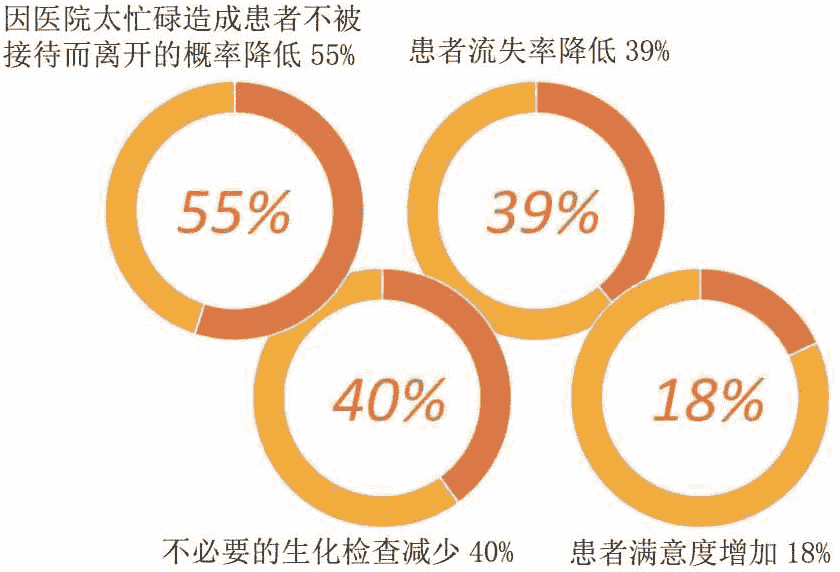 因医院太忙碌造成患者不被
接待而离开的概率降低 55%
患者流失率降低 39%
55%
39%
40%
18%
不必要的生化检查减少 40%
患者满意度增加 18%